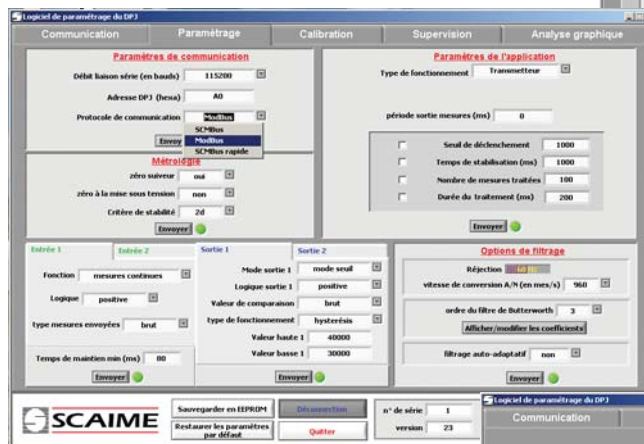 Logiciel de paramétrage du DPJ
Communication
Paramètrage
Calibration
Supervision
Analyse graphique
Paramètres de communication
Débit liaison série (en bauds) 115200
Adresse DPJ (hexa) A0
Protocole de communication ModBus
SCMBus
ModBus
SCMBus rapide
Envoy
Métrologie
zéro suiveur oui
zéro à la mise sous tension non
Critère de stabilité 2d
Envoyer
Paramètres de l'application
Type de fonctionnement Transmetteur
période sortie mesures (ms) 0
Seuil de déclenchement 1000
Temps de stabilisation (ms) 1000
Nombre de mesures traitées 100
Durée du traitement (ms) 200
Envoyer
Entrée 1
Entrée 2
Fonction mesures continues
Logique positive
type mesures envoyées brut
Temps de maintien min (ms) 80
Envoyer
Sortie 1
Sortie 2
Mode sortie 1 mode seuil
Logique sortie 1 positive
Valeur de comparaison brut
type de fonctionnement hystérésis
Valeur haute 1 40000
Valeur basse 1 30000
Envoyer
Options de filtrage
Réjection 60 Hz
vitesse de conversion A/N (en mes/s) 960
ordre du filtre de Butterworth 3
Afficher/modifier les coefficients
filtrage auto-adaptatif non
Envoyer
SCAIME
Sauvegarder en EEPROM
Déconnection
Restaurer les paramètres
par défaut
Quitter
n° de série 1
version 23
Logiciel de paramétrage du DPJ
Communication